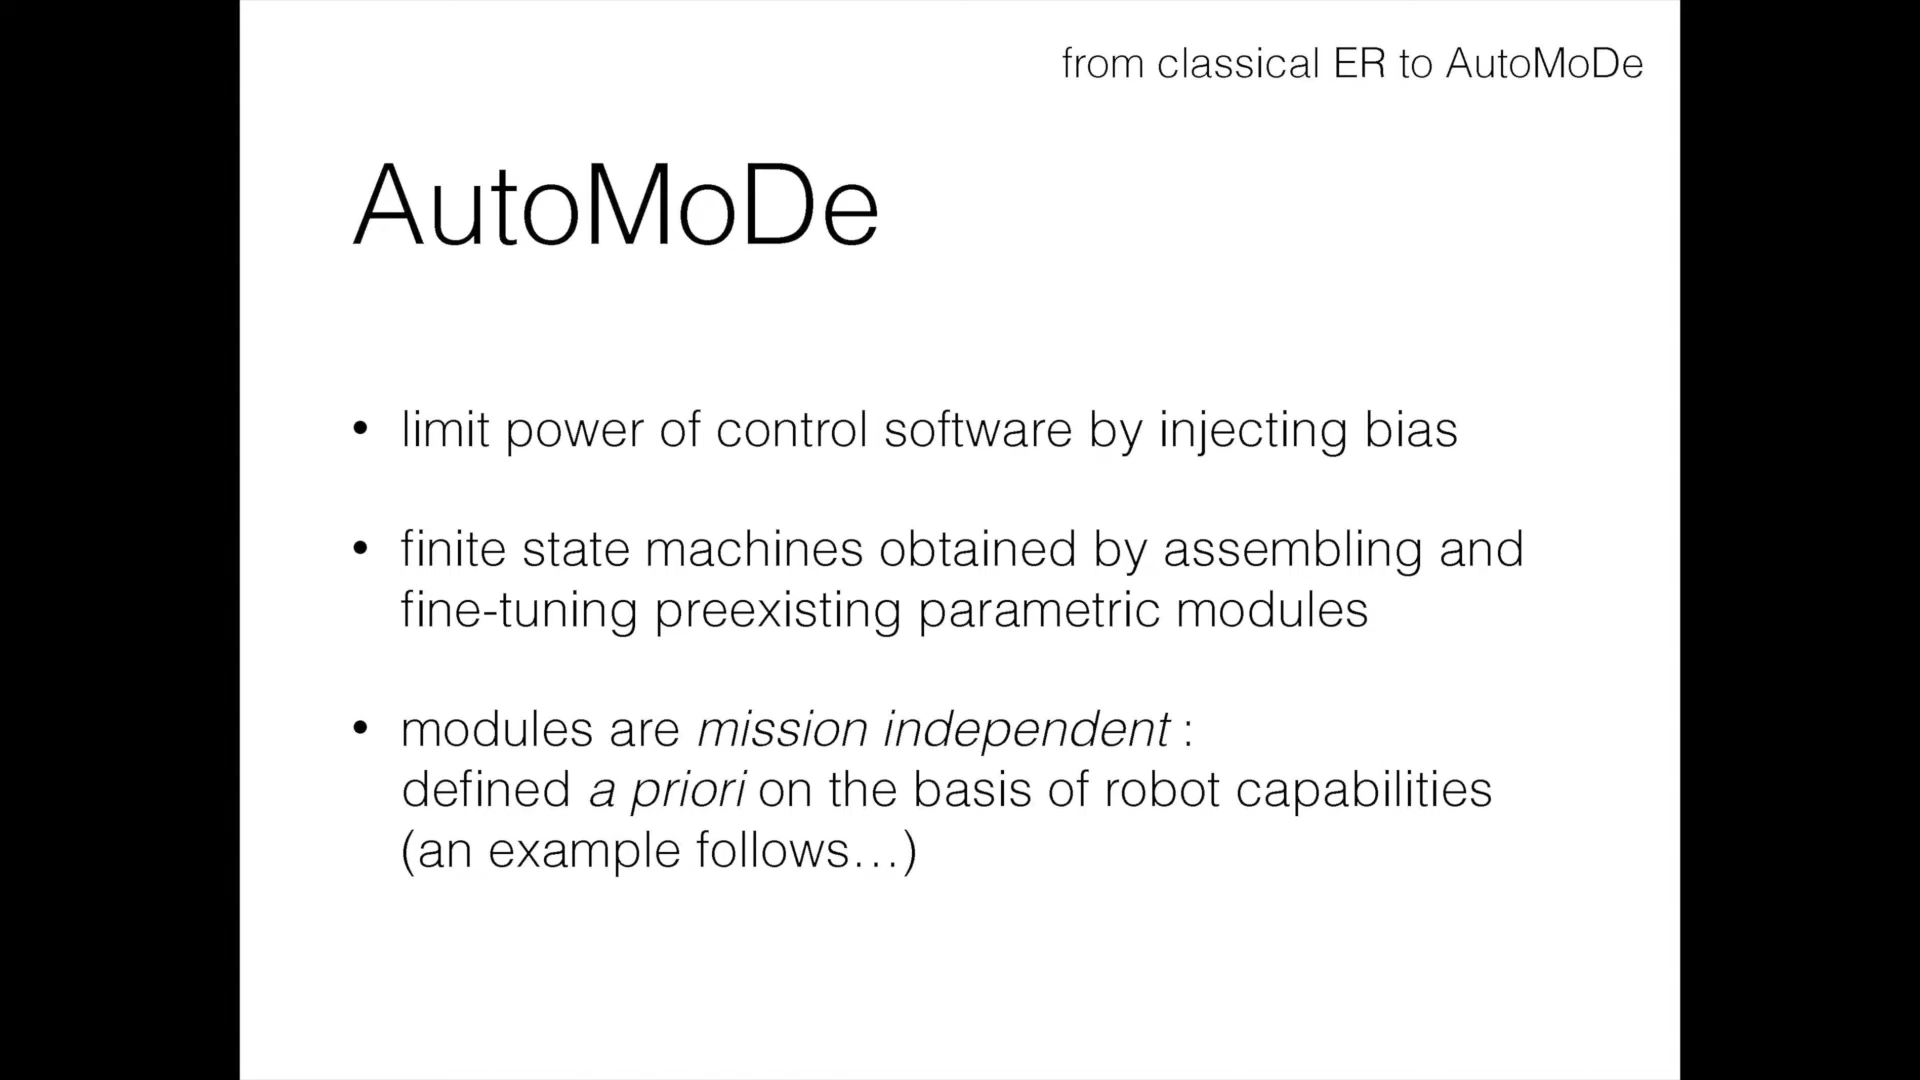 from classical ER to AutoMoDe
AutoMoDe
• limit power of control software by injecting bias
• finite state machines obtained by assembling and
fine-tuning preexisting parametric modules
• modules are mission independent :
defined a priori on the basis of robot capabilities
(an example follows…)